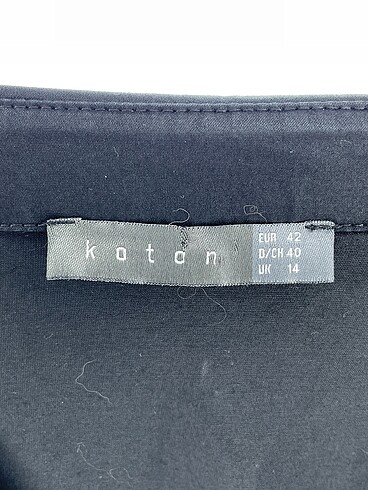 koton
EUR 42
D/CH 40
UK 14